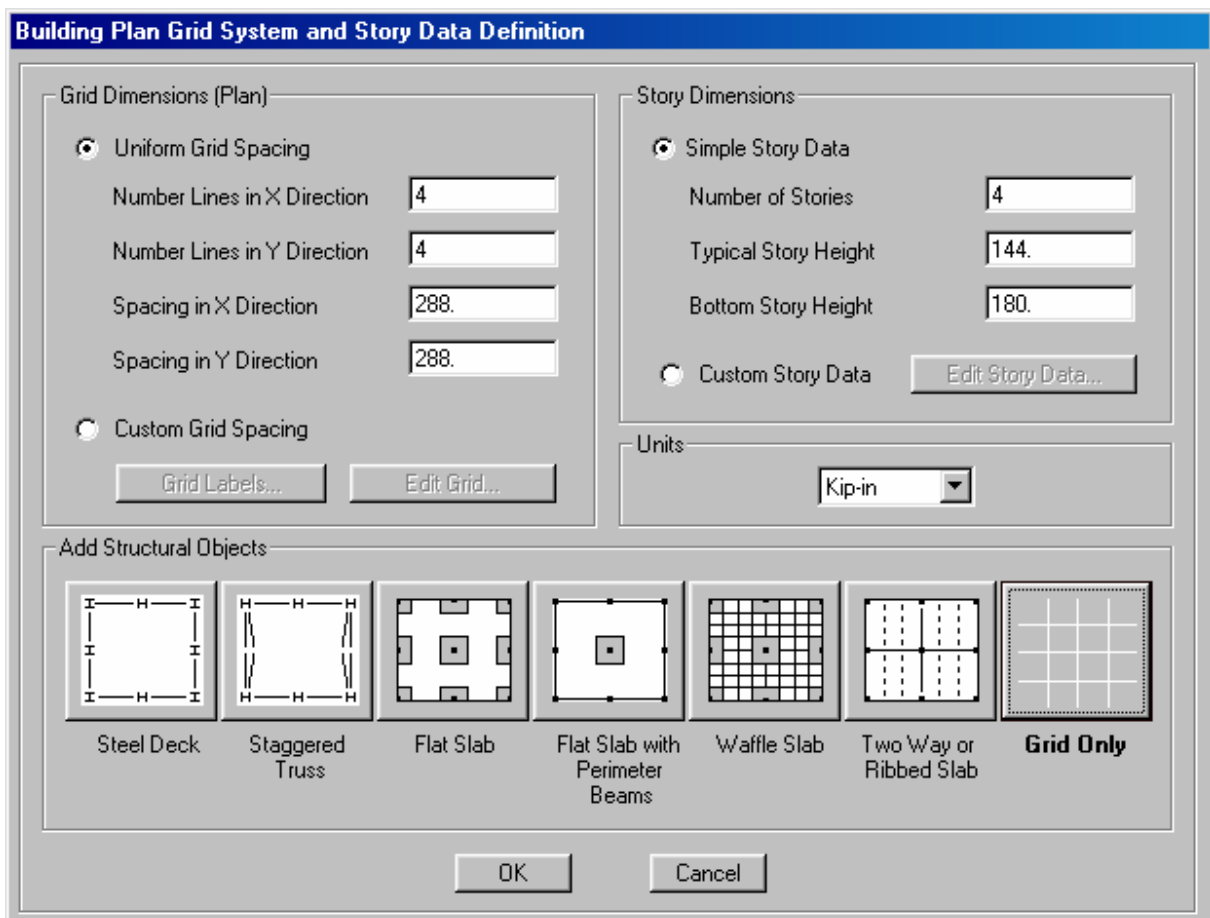 Building Plan Grid System and Story Data Definition
Grid Dimensions (Plan)
Uniform Grid Spacing
Number Lines in X Direction 4
Number Lines in Y Direction 4
Spacing in X Direction 288.
Spacing in Y Direction 288.
Custom Grid Spacing
Grid Labels... Edit Grid...
Story Dimensions
Simple Story Data
Number of Stories 4
Typical Story Height 144.
Bottom Story Height 180.
Custom Story Data Edit Story Data...
Units
Kip-in
Add Structural Objects
Steel Deck
Staggered
Truss
Flat Slab
Flat Slab with
Perimeter
Beams
Waffle Slab
Two Way or
Ribbed Slab
Grid Only
OK Cancel